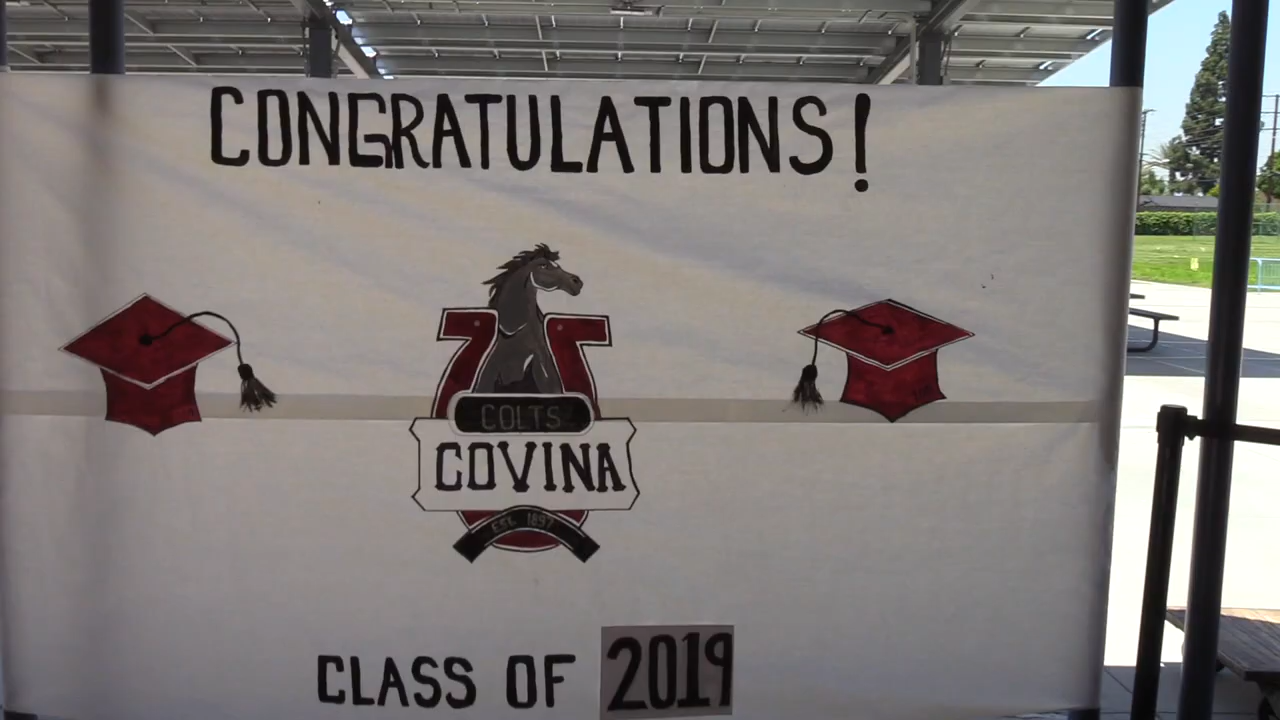 CONGRATULATIONS!
COLTS
COVINA
EST. 1897
CLASS OF 2019